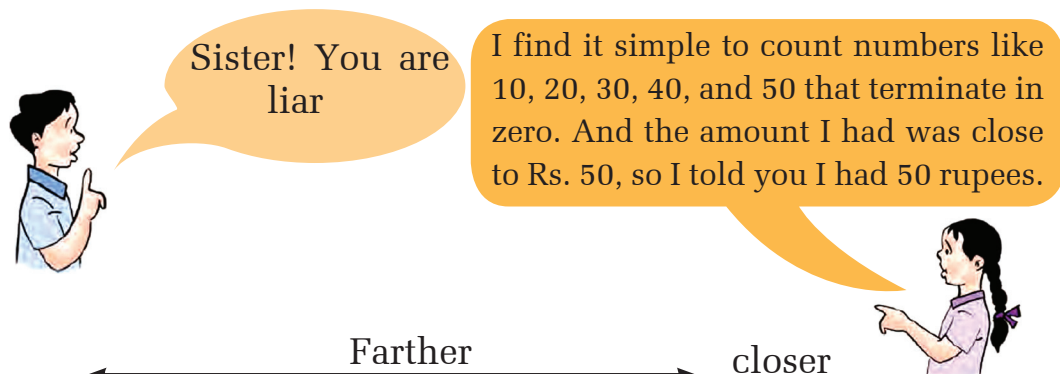 Sister! You are
liar
I find it simple to count numbers like
10, 20, 30, 40, and 50 that terminate in
zero. And the amount I had was close
to Rs. 50, so I told you I had 50 rupees.
Farther
closer